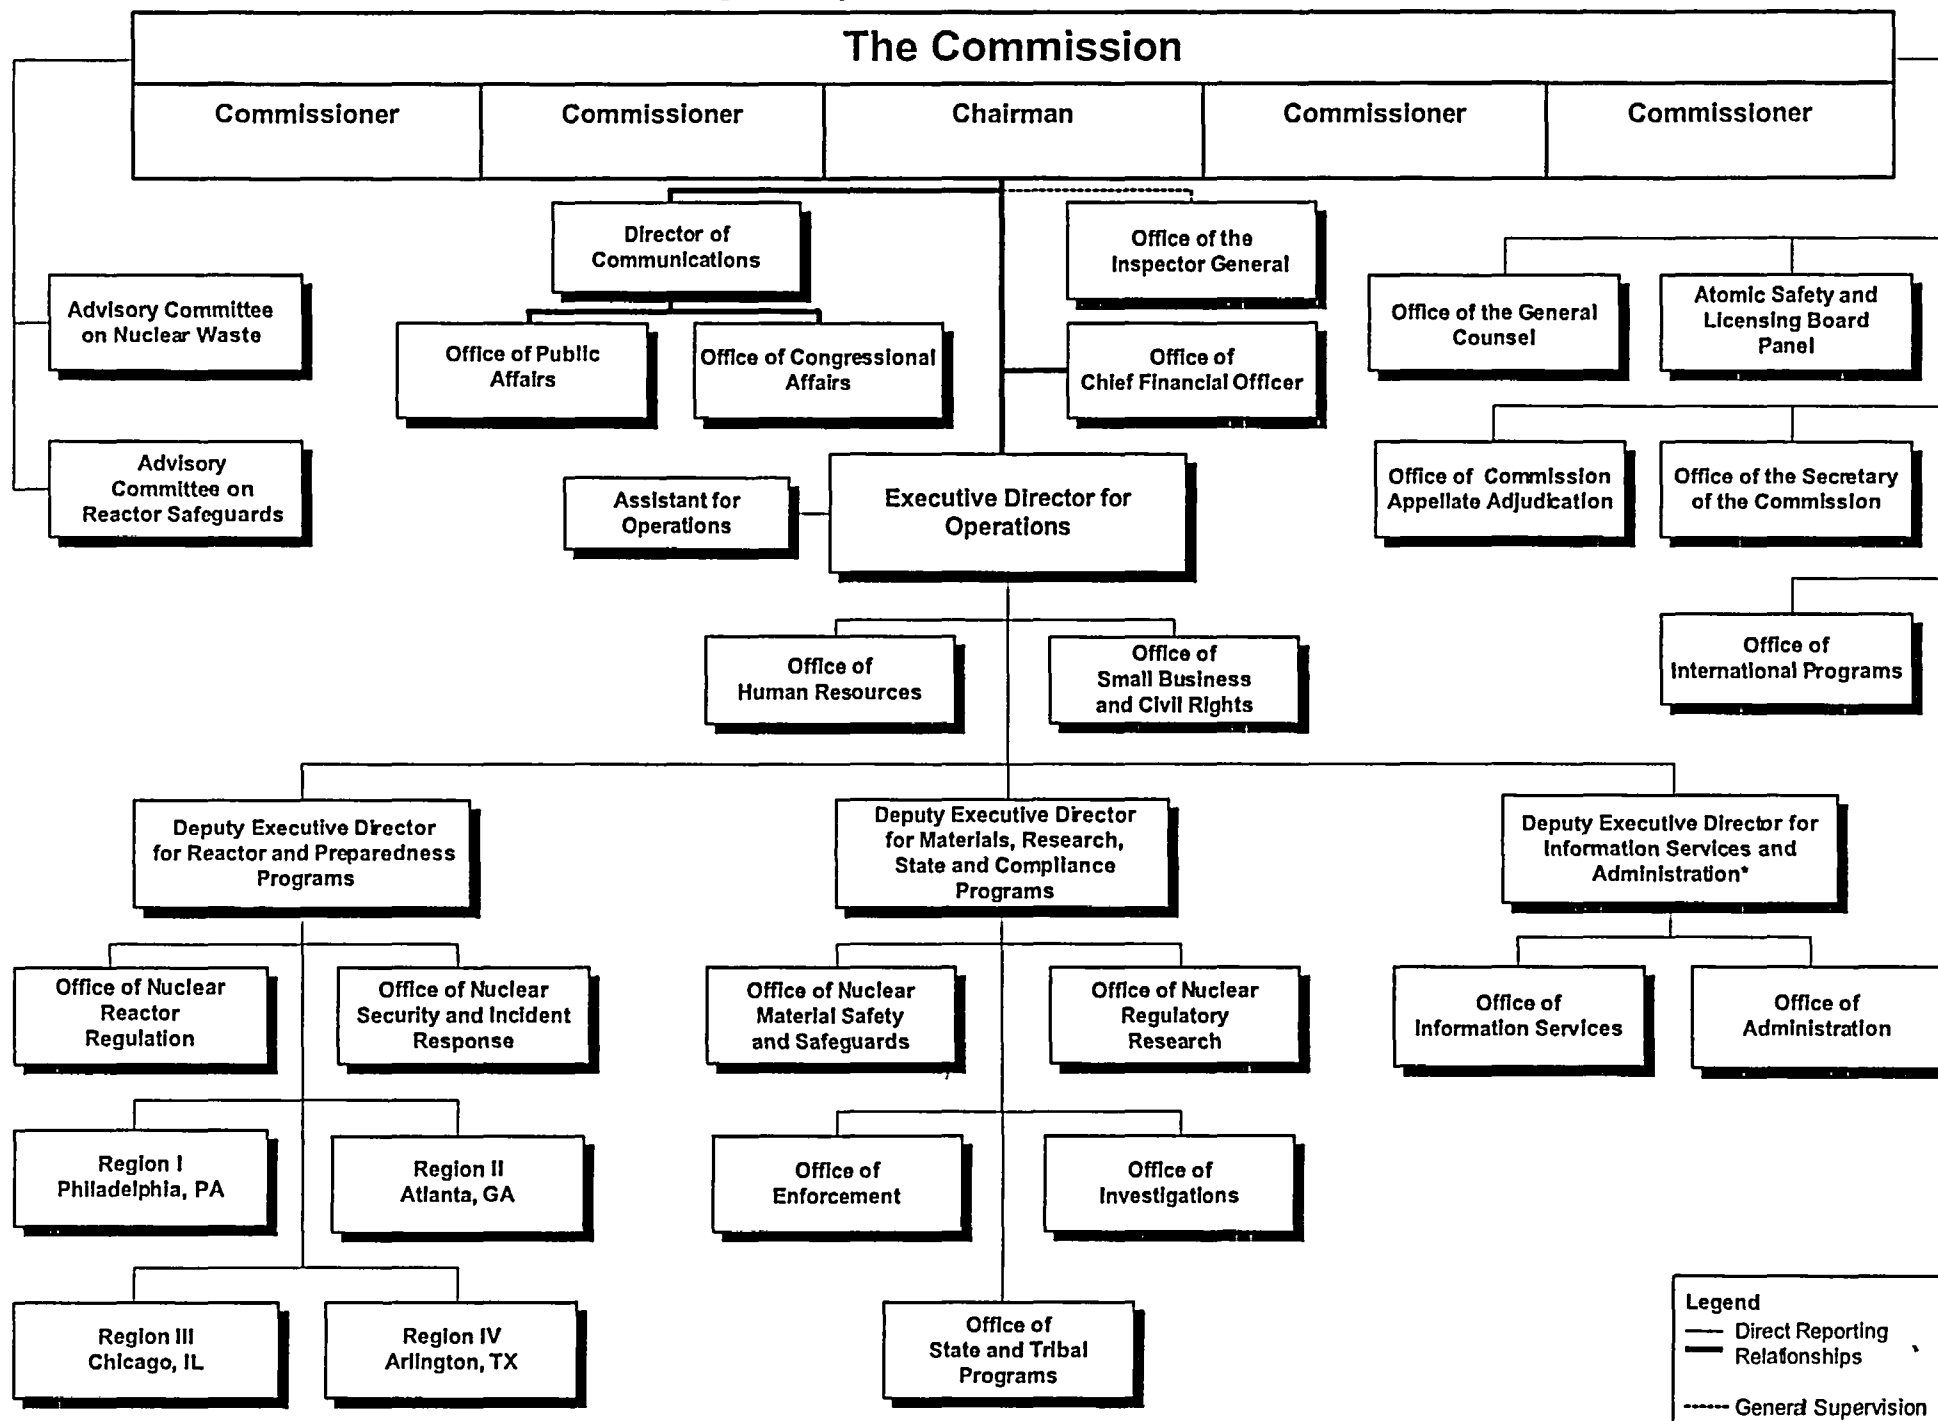 The Commission
Commissioner
Commissioner
Chairman
Commissioner
Commissioner
Director of
Communications
Office of the
Inspector General
Advisory Committee
on Nuclear Waste
Office of Public
Affairs
Office of Congressional
Affairs
Office of
Chief Financial Officer
Office of the General
Counsel
Atomic Safety and
Licensing Board
Panel
Advisory
Committee on
Reactor Safeguards
Assistant for
Operations
Executive Director for
Operations
Office of Commission
Appellate Adjudication
Office of the Secretary
of the Commission
Office of
Human Resources
Office of
Small Business
and Civil Rights
Office of
International Programs
Deputy Executive Director
for Reactor and Preparedness
Programs
Deputy Executive Director
for Materials, Research,
State and Compliance
Programs
Deputy Executive Director for
Information Services and
Administration*
Office of Nuclear
Reactor
Regulation
Office of Nuclear
Security and Incident
Response
Office of Nuclear
Material Safety
and Safeguards
Office of Nuclear
Regulatory
Research
Office of
Information Services
Office of
Administration
Region I
Philadelphia, PA
Region II
Atlanta, GA
Office of
Enforcement
Office of
Investigations
Region III
Chicago, IL
Region IV
Arlington, TX
Office of
State and Tribal
Programs
Legend
Direct Reporting
Relationships
General Supervision